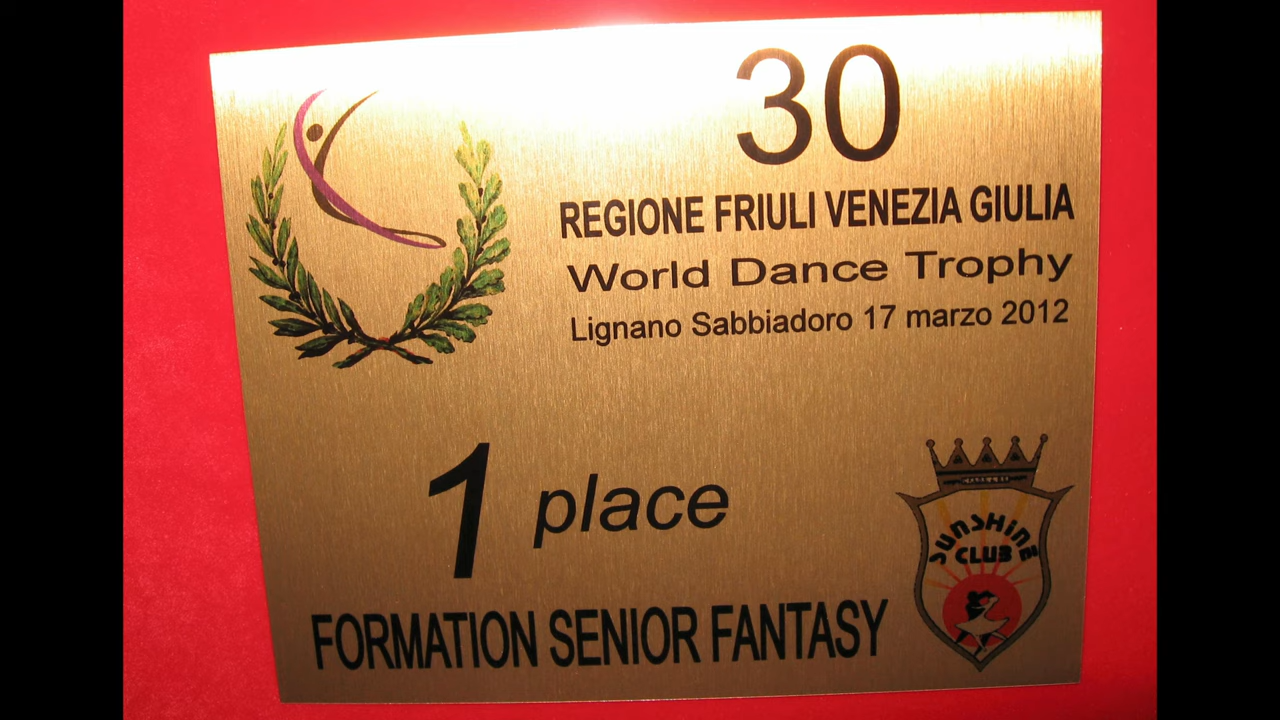 30
REGIONE FRIULI VENEZIA GIULIA
World Dance Trophy
Lignano Sabbiadoro 17 marzo 2012
1 place
SUNSHINE
CLUB
FORMATION SENIOR FANTASY